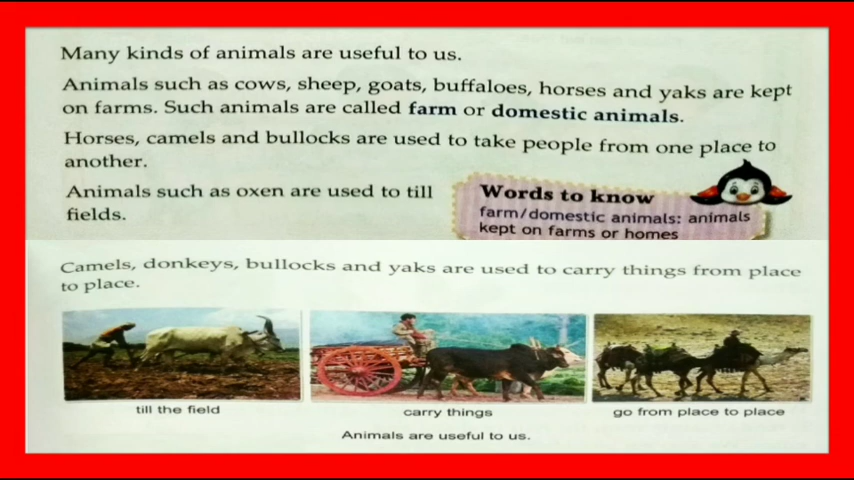 Many kinds of animals are useful to us.
Animals such as cows, sheep, goats, buffaloes, horses and yaks are kept
on farms. Such animals are called farm or domestic animals.
Horses, camels and bullocks are used to take people from one place to
another.
Animals such as oxen are used to till
fields.
Words to know
farm/domestic animals: animals
kept on farms or homes
Camels, donkeys, bullocks and yaks are used to carry things from place
to place.
till the field
carry things
go from place to place
Animals are useful to us.